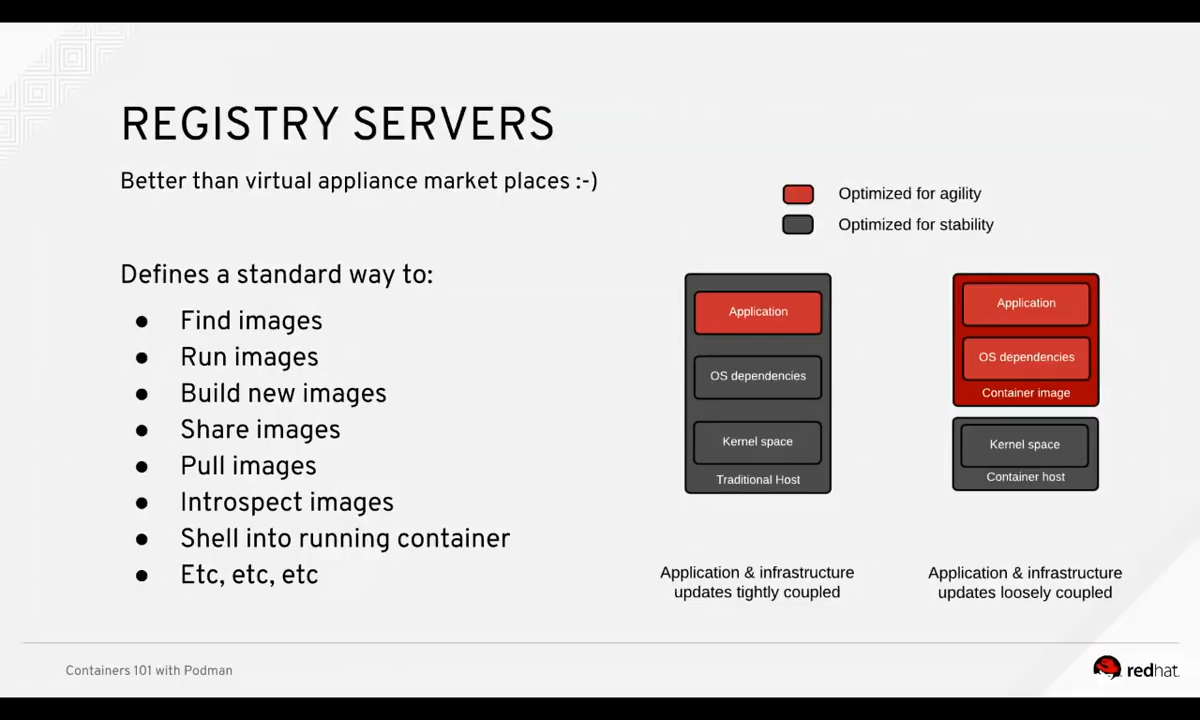 REGISTRY SERVERS
Better than virtual appliance market places :-)
Defines a standard way to:
● Find images
● Run images
● Build new images
● Share images
● Pull images
● Introspect images
● Shell into running container
● Etc, etc, etc
Optimized for agility
Optimized for stability
Application
OS dependencies
Kernel space
Traditional Host
Application & infrastructure
updates tightly coupled
Application
OS dependencies
Container image
Kernel space
Container host
Application & infrastructure
updates loosely coupled
Containers 101 with Podman
redhat.